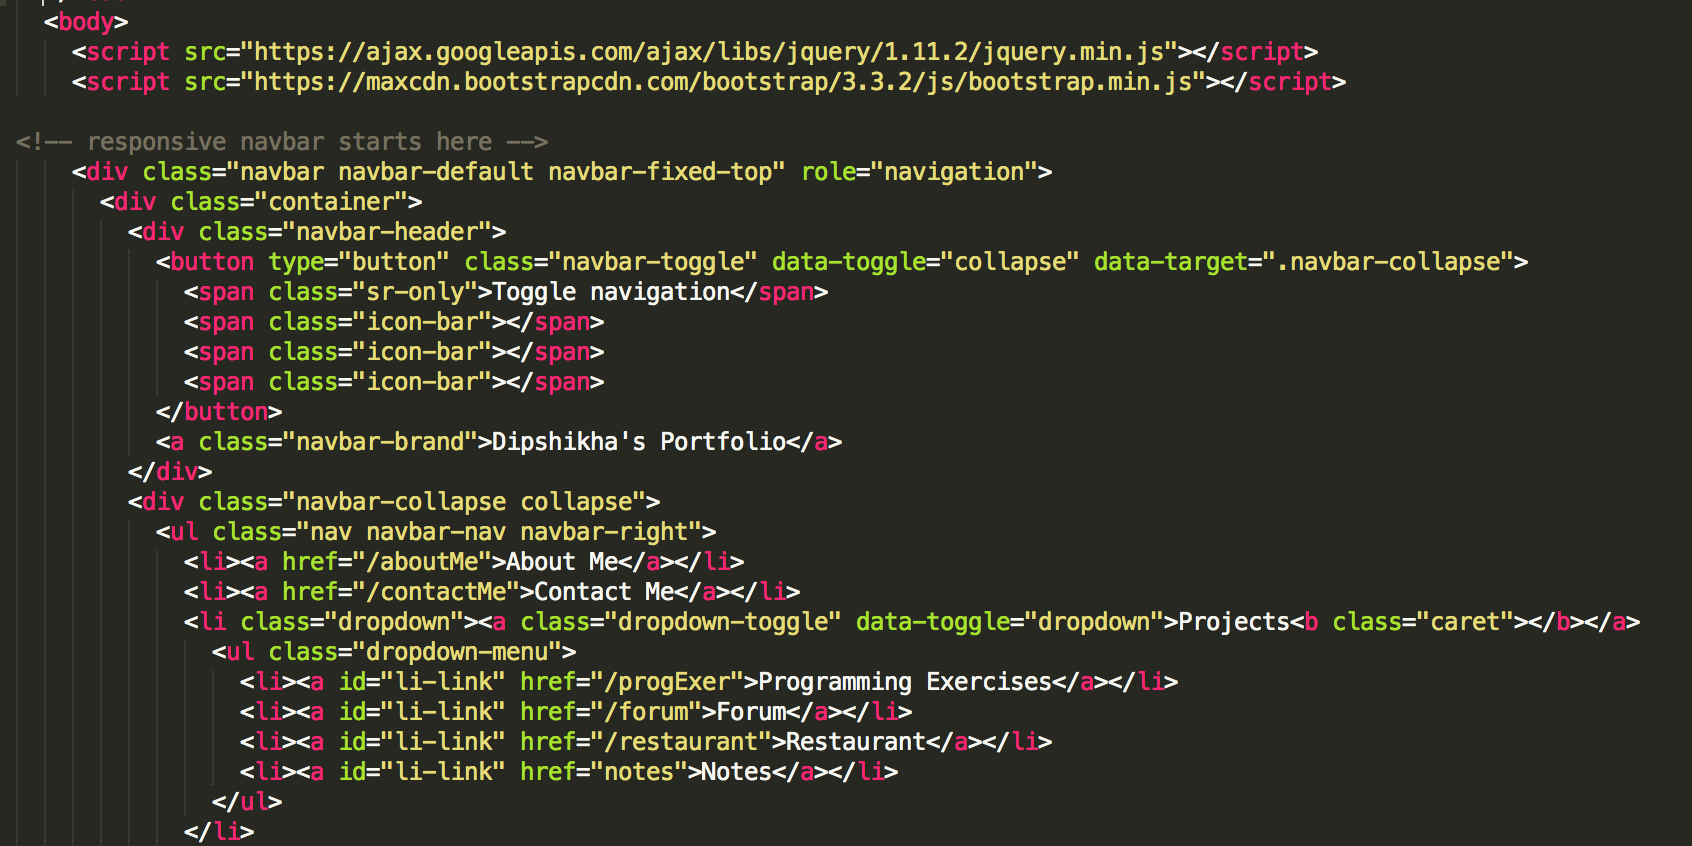 <body>
<script src="https://ajax.googleapis.com/ajax/libs/jquery/1.11.2/jquery.min.js"></script>
<script src="https://maxcdn.bootstrapcdn.com/bootstrap/3.3.2/js/bootstrap.min.js"></script>
<!-- responsive navbar starts here -->
<div class="navbar navbar-default navbar-fixed-top" role="navigation">
<div class="container">
<div class="navbar-header">
<button type="button" class="navbar-toggle" data-toggle="collapse" data-target=".navbar-collapse">
<span class="sr-only">Toggle navigation</span>
<span class="icon-bar"></span>
<span class="icon-bar"></span>
<span class="icon-bar"></span>
</button>
<a class="navbar-brand">Dipshikha's Portfolio</a>
</div>
<div class="navbar-collapse collapse">
<ul class="nav navbar-nav navbar-right">
<li><a href="/aboutMe">About Me</a></li>
<li><a href="/contactMe">Contact Me</a></li>
<li class="dropdown"><a class="dropdown-toggle" data-toggle="dropdown">Projects<b class="caret"></b></a>
<ul class="dropdown-menu">
<li><a id="li-link" href="/progExer">Programming Exercises</a></li>
<li><a id="li-link" href="/forum">Forum</a></li>
<li><a id="li-link" href="/restaurant">Restaurant</a></li>
<li><a id="li-link" href="notes">Notes</a></li>
</ul>
</li>